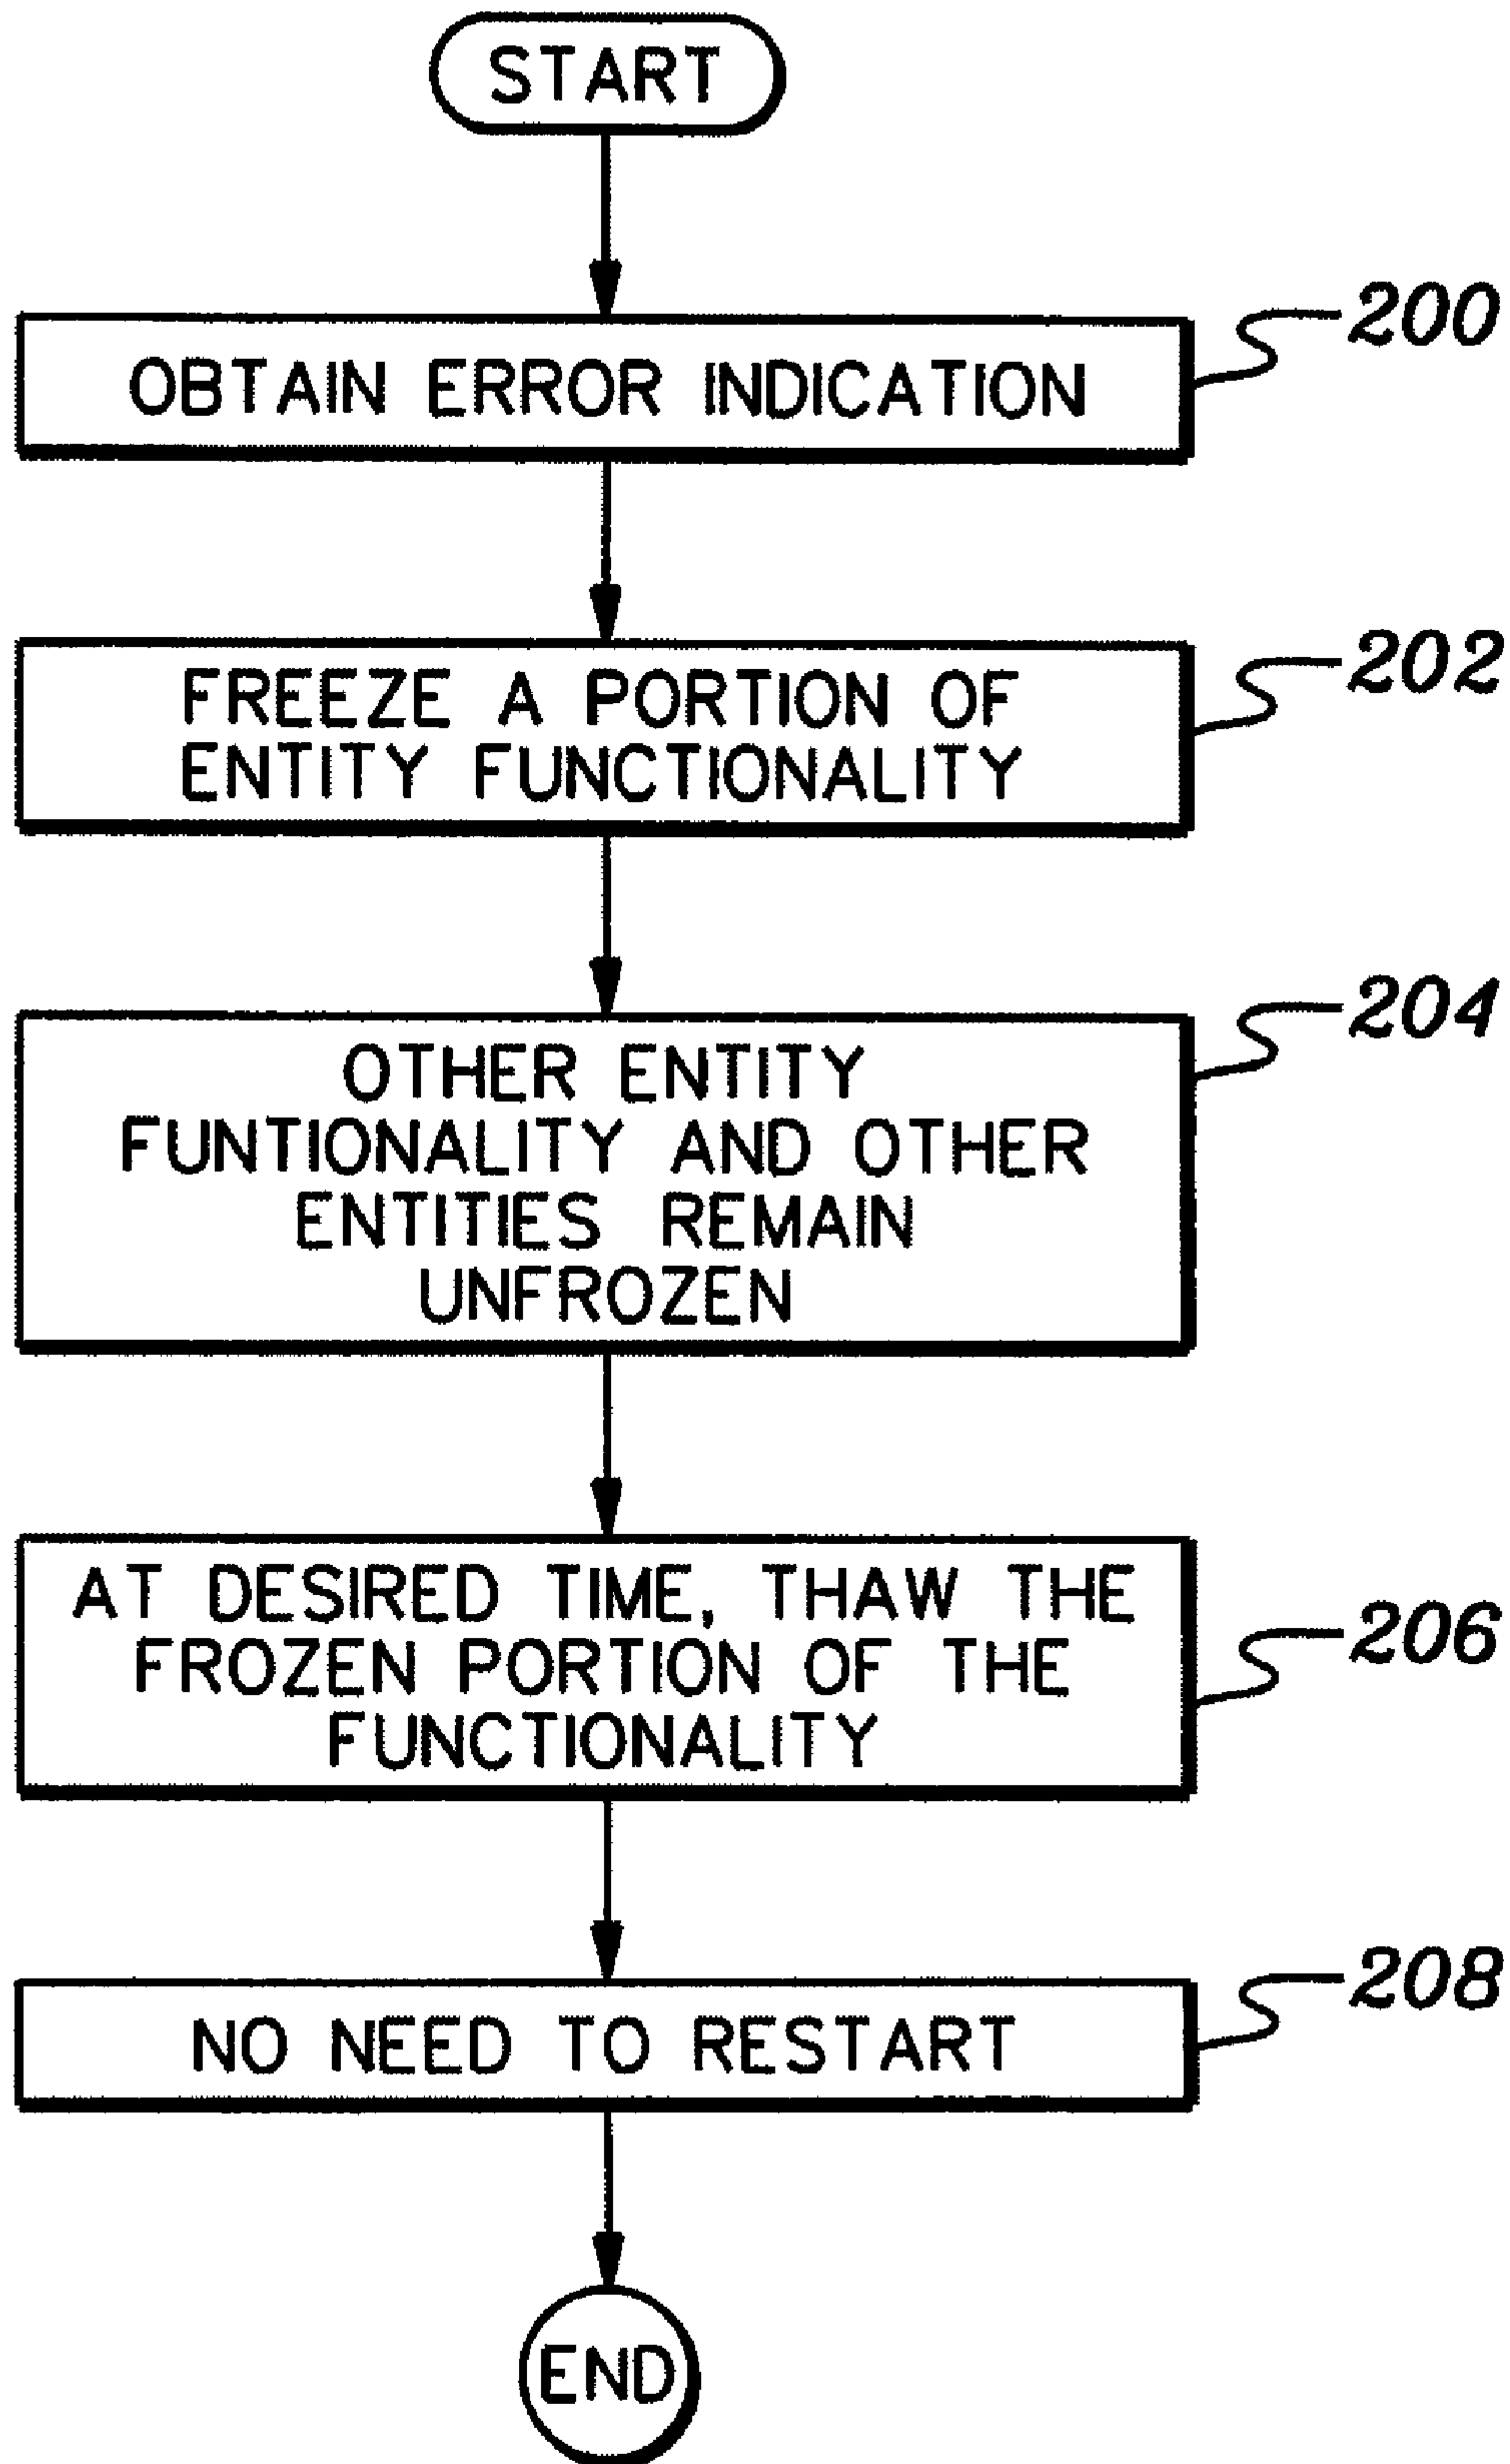 START
200
OBTAIN ERROR INDICATION
202
FREEZE A PORTION OF
ENTITY FUNCTIONALITY
204
OTHER ENTITY
FUNTIONALITY AND OTHER
ENTITIES REMAIN
UNFROZEN
AT DESIRED TIME, THAW THE
206
FROZEN PORTION OF THE
FUNCTIONALITY
208
NO NEED TO RESTART
END